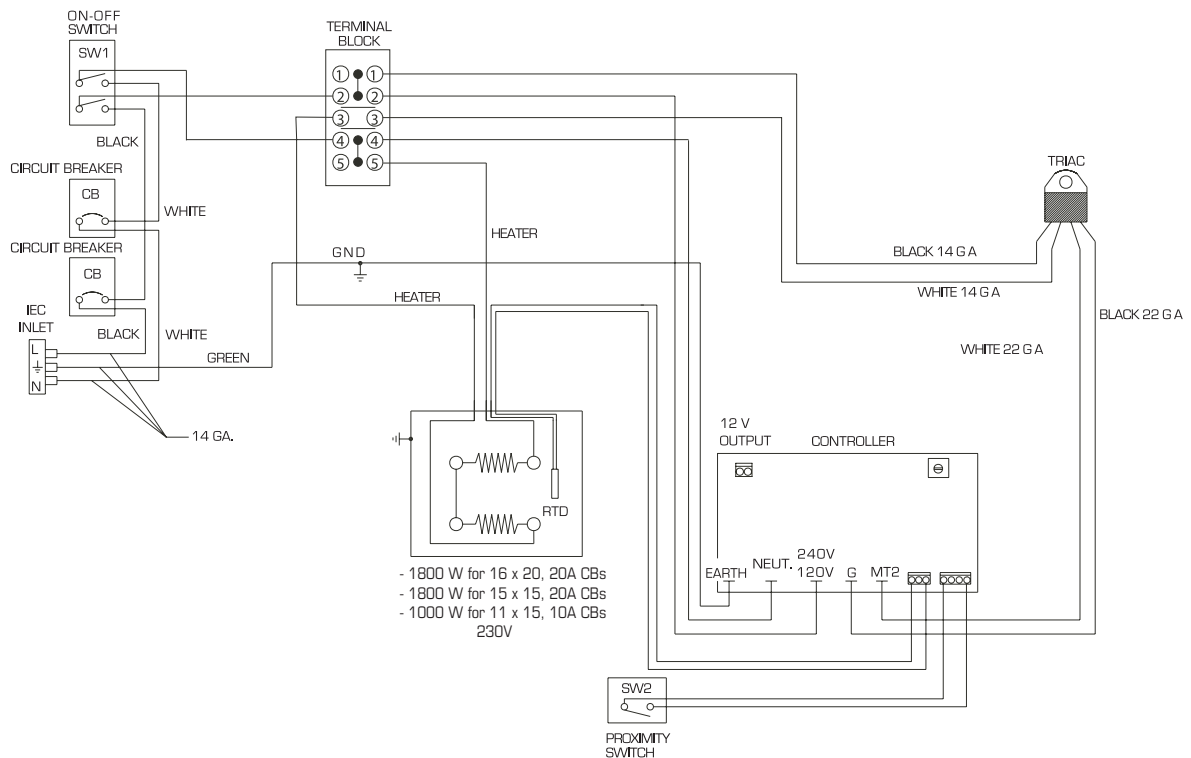 ON-OFF
SWITCH
SW1
TERMINAL
BLOCK
1 1
2 2
3 3
4 4
5 5
BLACK
CIRCUIT BREAKER
CB
WHITE
CIRCUIT BREAKER
CB
IEC
INLET
L
N
BLACK
WHITE
GREEN
14 GA.
GND
HEATER
HEATER
TRIAC
BLACK 14 GA
WHITE 14 GA
BLACK 22 GA
WHITE 22 GA
RTD
- 1800 W for 16 x 20, 20A CBs
- 1800 W for 15 x 15, 20A CBs
- 1000 W for 11 x 15, 10A CBs
230V
12 V
OUTPUT
CONTROLLER
EARTH
NEUT.
240V
120V
G
MT2
SW2
PROXIMITY
SWITCH